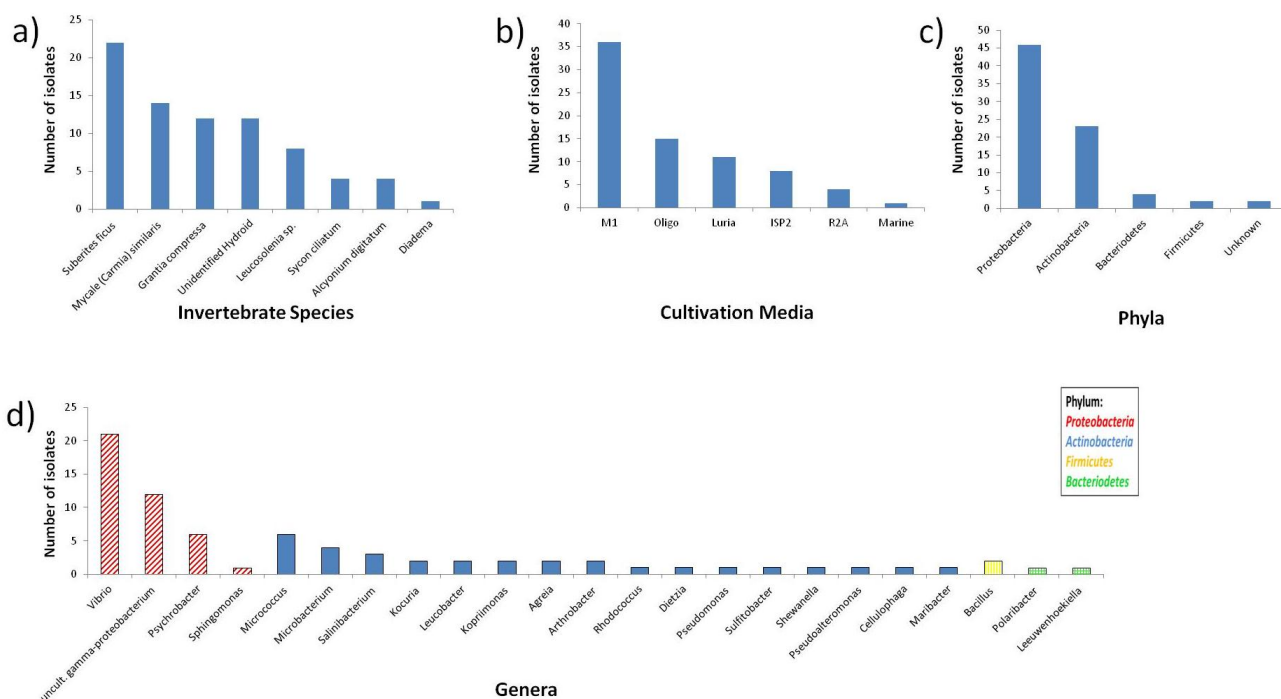 a)
Number of isolates
25
20
15
10
5
0
Suberites ficus
Mycale (Carmia) similaris
Grantia compressa
Unidentified Hydroid
Leucosolenia sp.
Sycon ciliatum
Alcyonium digitatum
Diadema
Invertebrate Species
b)
Number of isolates
40
35
30
25
20
15
10
5
0
M1
Oligo
Luria
ISP2
R2A
Marine
Cultivation Media
c)
Number of isolates
50
45
40
35
30
25
20
15
10
5
0
Proteobacteria
Actinobacteria
Bacteriodetes
Firmicutes
Unknown
Phyla
d)
Number of isolates
25
20
15
10
5
0
Vibrio
uncult. gamma-proteobacterium
Psychrobacter
Sphingomonas
Micrococcus
Microbacterium
Salinibacterium
Kocuria
Leucobacter
Kopriimonas
Agreia
Arthrobacter
Rhodococcus
Dietzia
Pseudomonas
Sulfitobacter
Shewanella
Pseudoalteromonas
Cellulophaga
Maribacter
Bacillus
Polaribacter
Leeuwenhoekiella
Genera
Phylum:
Proteobacteria
Actinobacteria
Firmicutes
Bacteriodetes